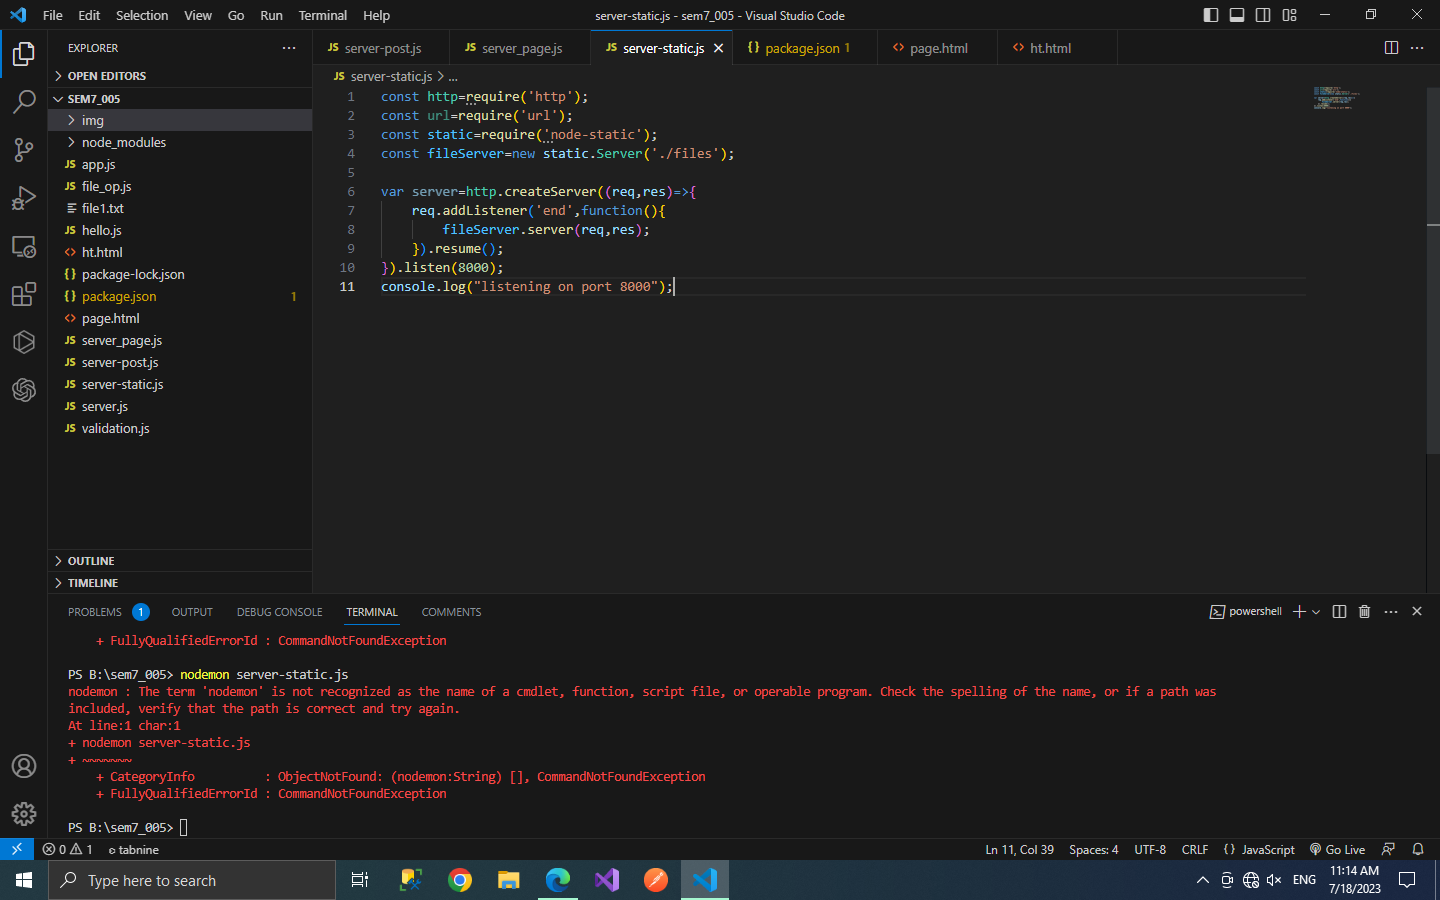 File Edit Selection View Go Run Terminal Help
server-static.js - sem7_005 - Visual Studio Code
EXPLORER
OPEN EDITORS
SEM7_005
img
node_modules
app.js
file_op.js
file1.txt
hello.js
ht.html
package-lock.json
package.json 1
page.html
server_page.js
server-post.js
server-static.js
server.js
validation.js
OUTLINE
TIMELINE
server-post.js server_page.js server-static.js package.json 1 page.html ht.html
server-static.js > ...
1 const http=require('http');
2 const url=require('url');
3 const static=require('node-static');
4 const fileServer=new static.Server('./files');
5
6 var server=http.createServer((req,res)=>{
7 req.addListener('end',function(){
8 fileServer.server(req,res);
9 }).resume();
10 }).listen(8000);
11 console.log("listening on port 8000");
PROBLEMS 1 OUTPUT DEBUG CONSOLE TERMINAL COMMENTS
powershell
+ FullyQualifiedErrorId : CommandNotFoundException
PS B:\sem7_005> nodemon server-static.js
nodemon : The term 'nodemon' is not recognized as the name of a cmdlet, function, script file, or operable program. Check the spelling of the name, or if a path was
included, verify that the path is correct and try again.
At line:1 char:1
+ nodemon server-static.js
+ ~~~~~~~
+ CategoryInfo : ObjectNotFound: (nodemon:String) [], CommandNotFoundException
+ FullyQualifiedErrorId : CommandNotFoundException
PS B:\sem7_005>
0 1 tabnine
Ln 11, Col 39 Spaces: 4 UTF-8 CRLF {} JavaScript Go Live
Type here to search
ENG
11:14 AM
7/18/2023